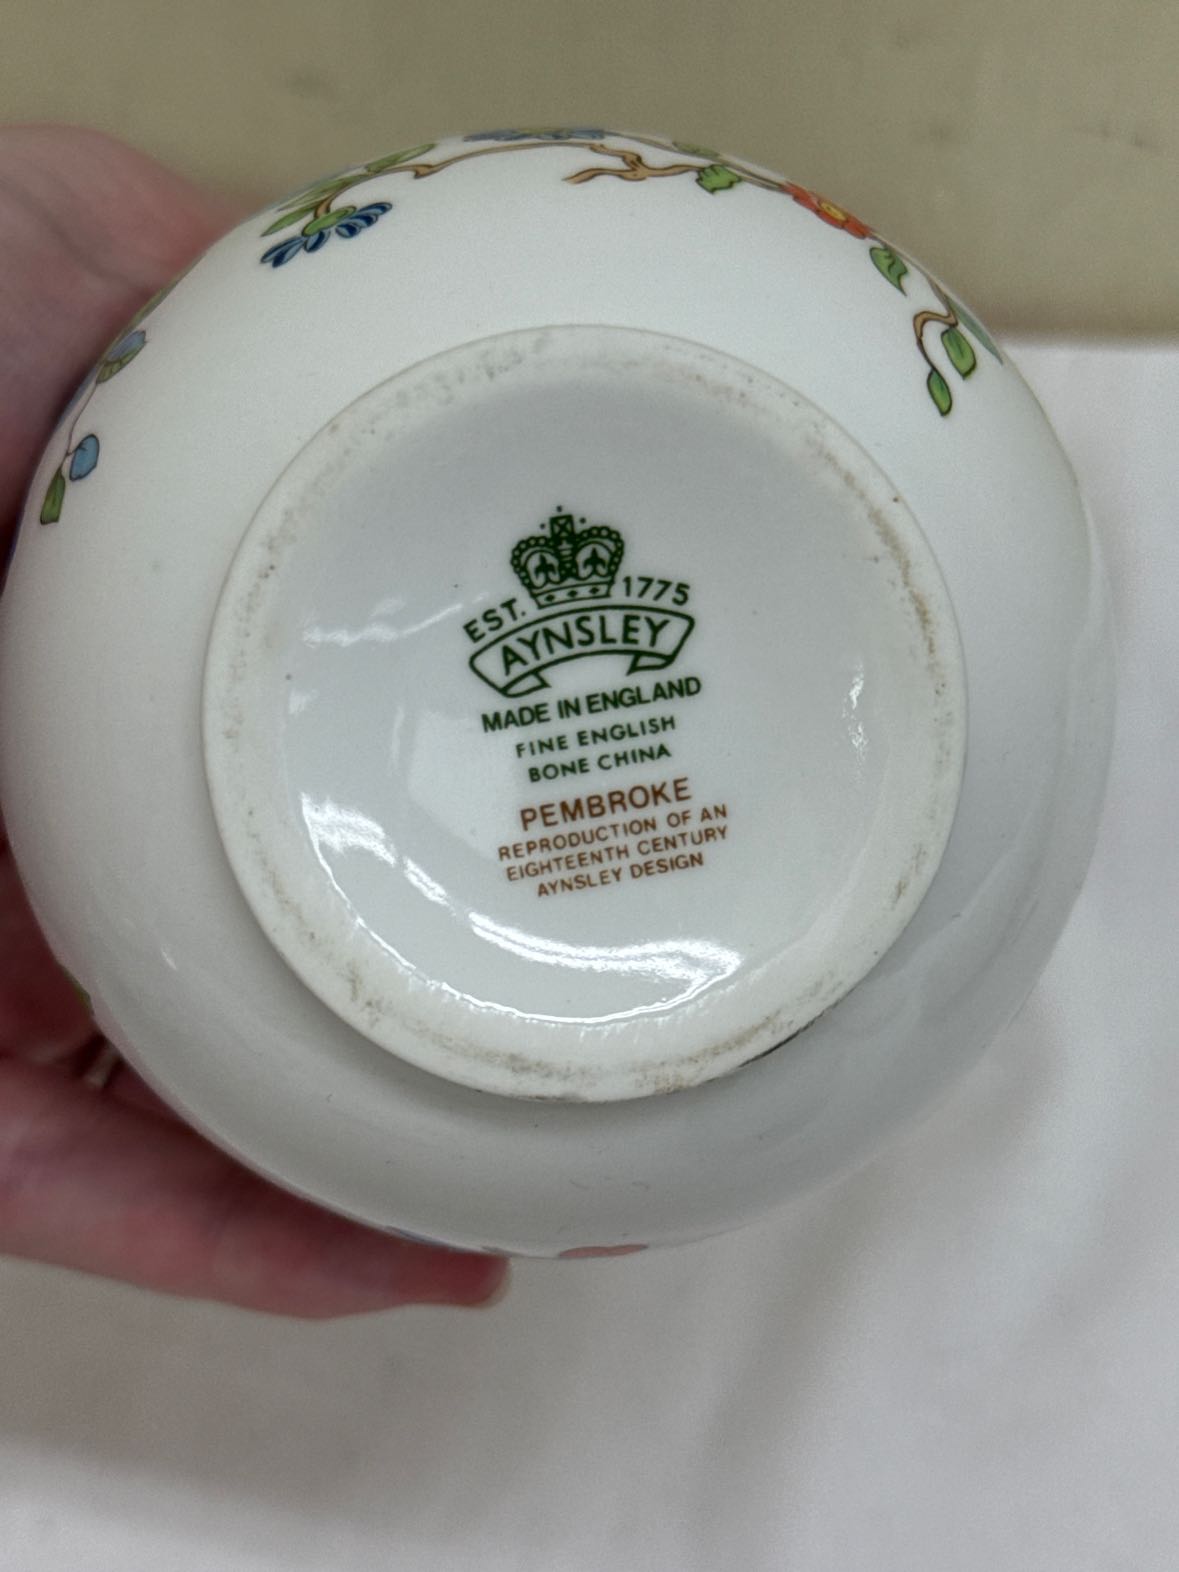 EST. 1775
AYNSLEY
MADE IN ENGLAND
FINE ENGLISH
BONE CHINA
PEMBROKE
REPRODUCTION OF AN
EIGHTEENTH CENTURY
AYNSLEY DESIGN